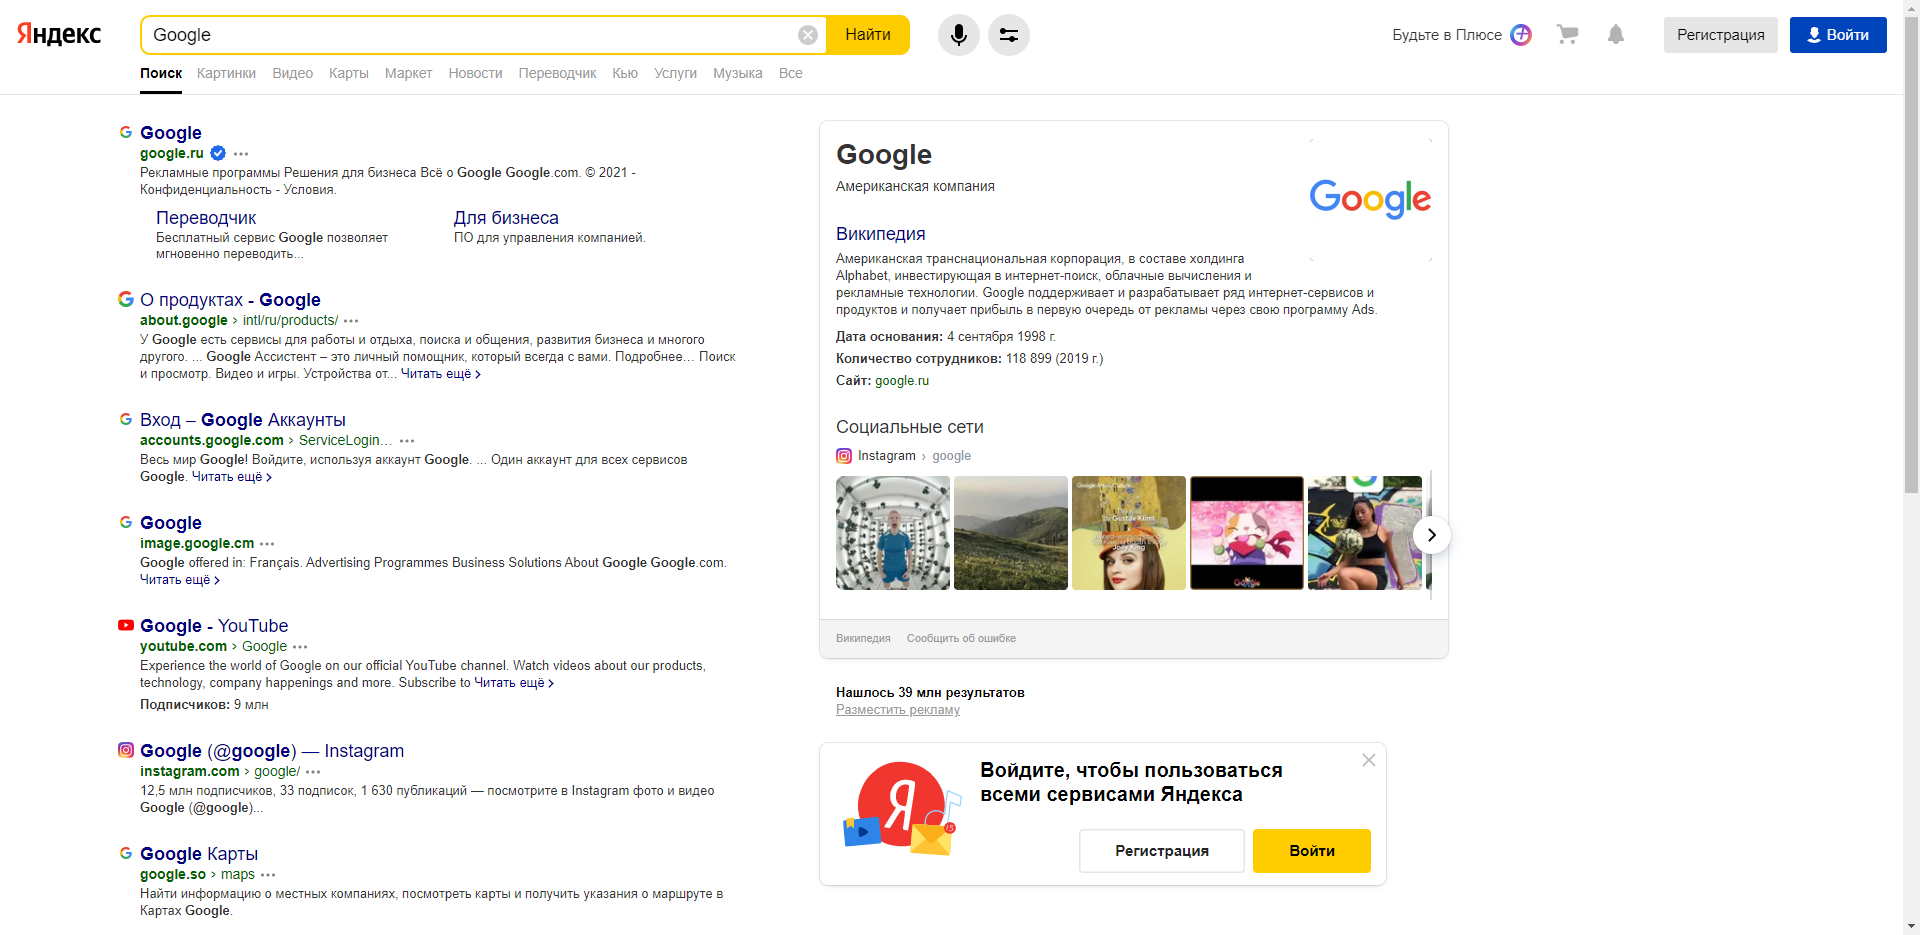 Яндекс
Google
Найти
Будьте в Плюсе
Регистрация
Войти
Поиск Картинки Видео Карты Маркет Новости Переводчик Кью Услуги Музыка Все
Google
google.ru
Рекламные программы Решения для бизнеса Всё о Google Google.com. © 2021 -
Конфиденциальность - Условия.
Переводчик
Бесплатный сервис Google позволяет
мгновенно переводить...
Для бизнеса
ПО для управления компанией.
О продуктах - Google
about.google › intl/ru/products/
У Google есть сервисы для работы и отдыха, поиска и общения, развития бизнеса и многого
другого. ... Google Ассистент – это личный помощник, который всегда с вами. Подробнее… Поиск
и просмотр. Видео и игры. Устройства от... Читать ещё ›
Вход – Google Аккаунты
accounts.google.com › ServiceLogin…
Весь мир Google! Войдите, используя аккаунт Google. ... Один аккаунт для всех сервисов
Google. Читать ещё ›
Google
image.google.cm
Google offered in: Français. Advertising Programmes Business Solutions About Google Google.com.
Читать ещё ›
Google - YouTube
youtube.com › Google
Experience the world of Google on our official YouTube channel. Watch videos about our products,
technology, company happenings and more. Subscribe to Читать ещё ›
Подписчиков: 9 млн
Google (@google) — Instagram
instagram.com › google/
12,5 млн подписчиков, 33 подписок, 1 630 публикаций — посмотрите в Instagram фото и видео
Google (@google)...
Google Карты
google.so › maps
Найти информацию о местных компаниях, посмотреть карты и получить указания о маршруте в
Картах Google.
Google
Американская компания
Google
Википедия
Американская транснациональная корпорация, в составе холдинга
Alphabet, инвестирующая в интернет-поиск, облачные вычисления и
рекламные технологии. Google поддерживает и разрабатывает ряд интернет-сервисов и
продуктов и получает прибыль в первую очередь от рекламы через свою программу Ads.
Дата основания: 4 сентября 1998 г.
Количество сотрудников: 118 899 (2019 г.)
Сайт: google.ru
Социальные сети
Instagram › google
by Gustav Klimt
Joey King
Google
Википедия Сообщить об ошибке
Нашлось 39 млн результатов
Разместить рекламу
Я
15
Войдите, чтобы пользоваться
всеми сервисами Яндекса
Регистрация
Войти